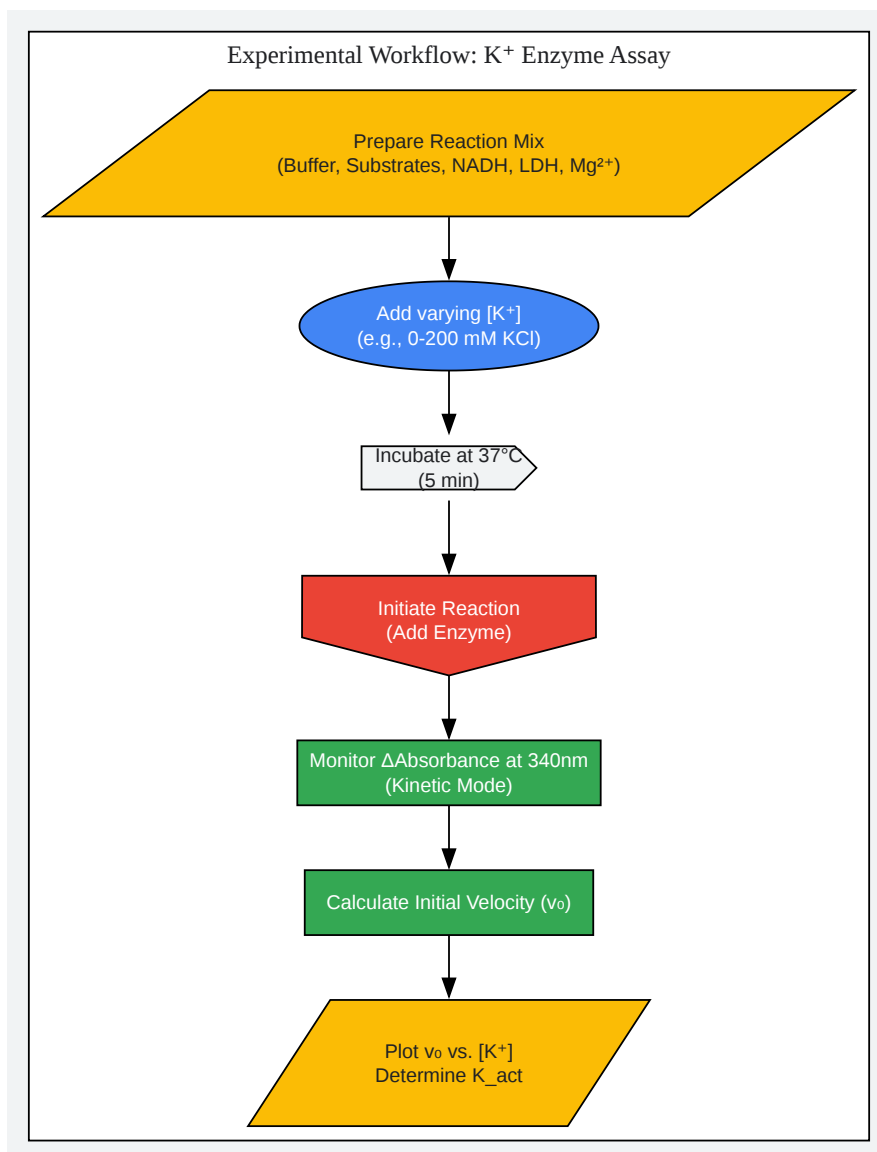 Experimental Workflow: K⁺ Enzyme Assay
Prepare Reaction Mix
(Buffer, Substrates, NADH, LDH, Mg²⁺)
Add varying [K⁺]
(e.g., 0-200 mM KCl)
Incubate at 37°C
(5 min)
Initiate Reaction
(Add Enzyme)
Monitor ΔAbsorbance at 340nm
(Kinetic Mode)
Calculate Initial Velocity (v₀)
Plot v₀ vs. [K⁺]
Determine K_act